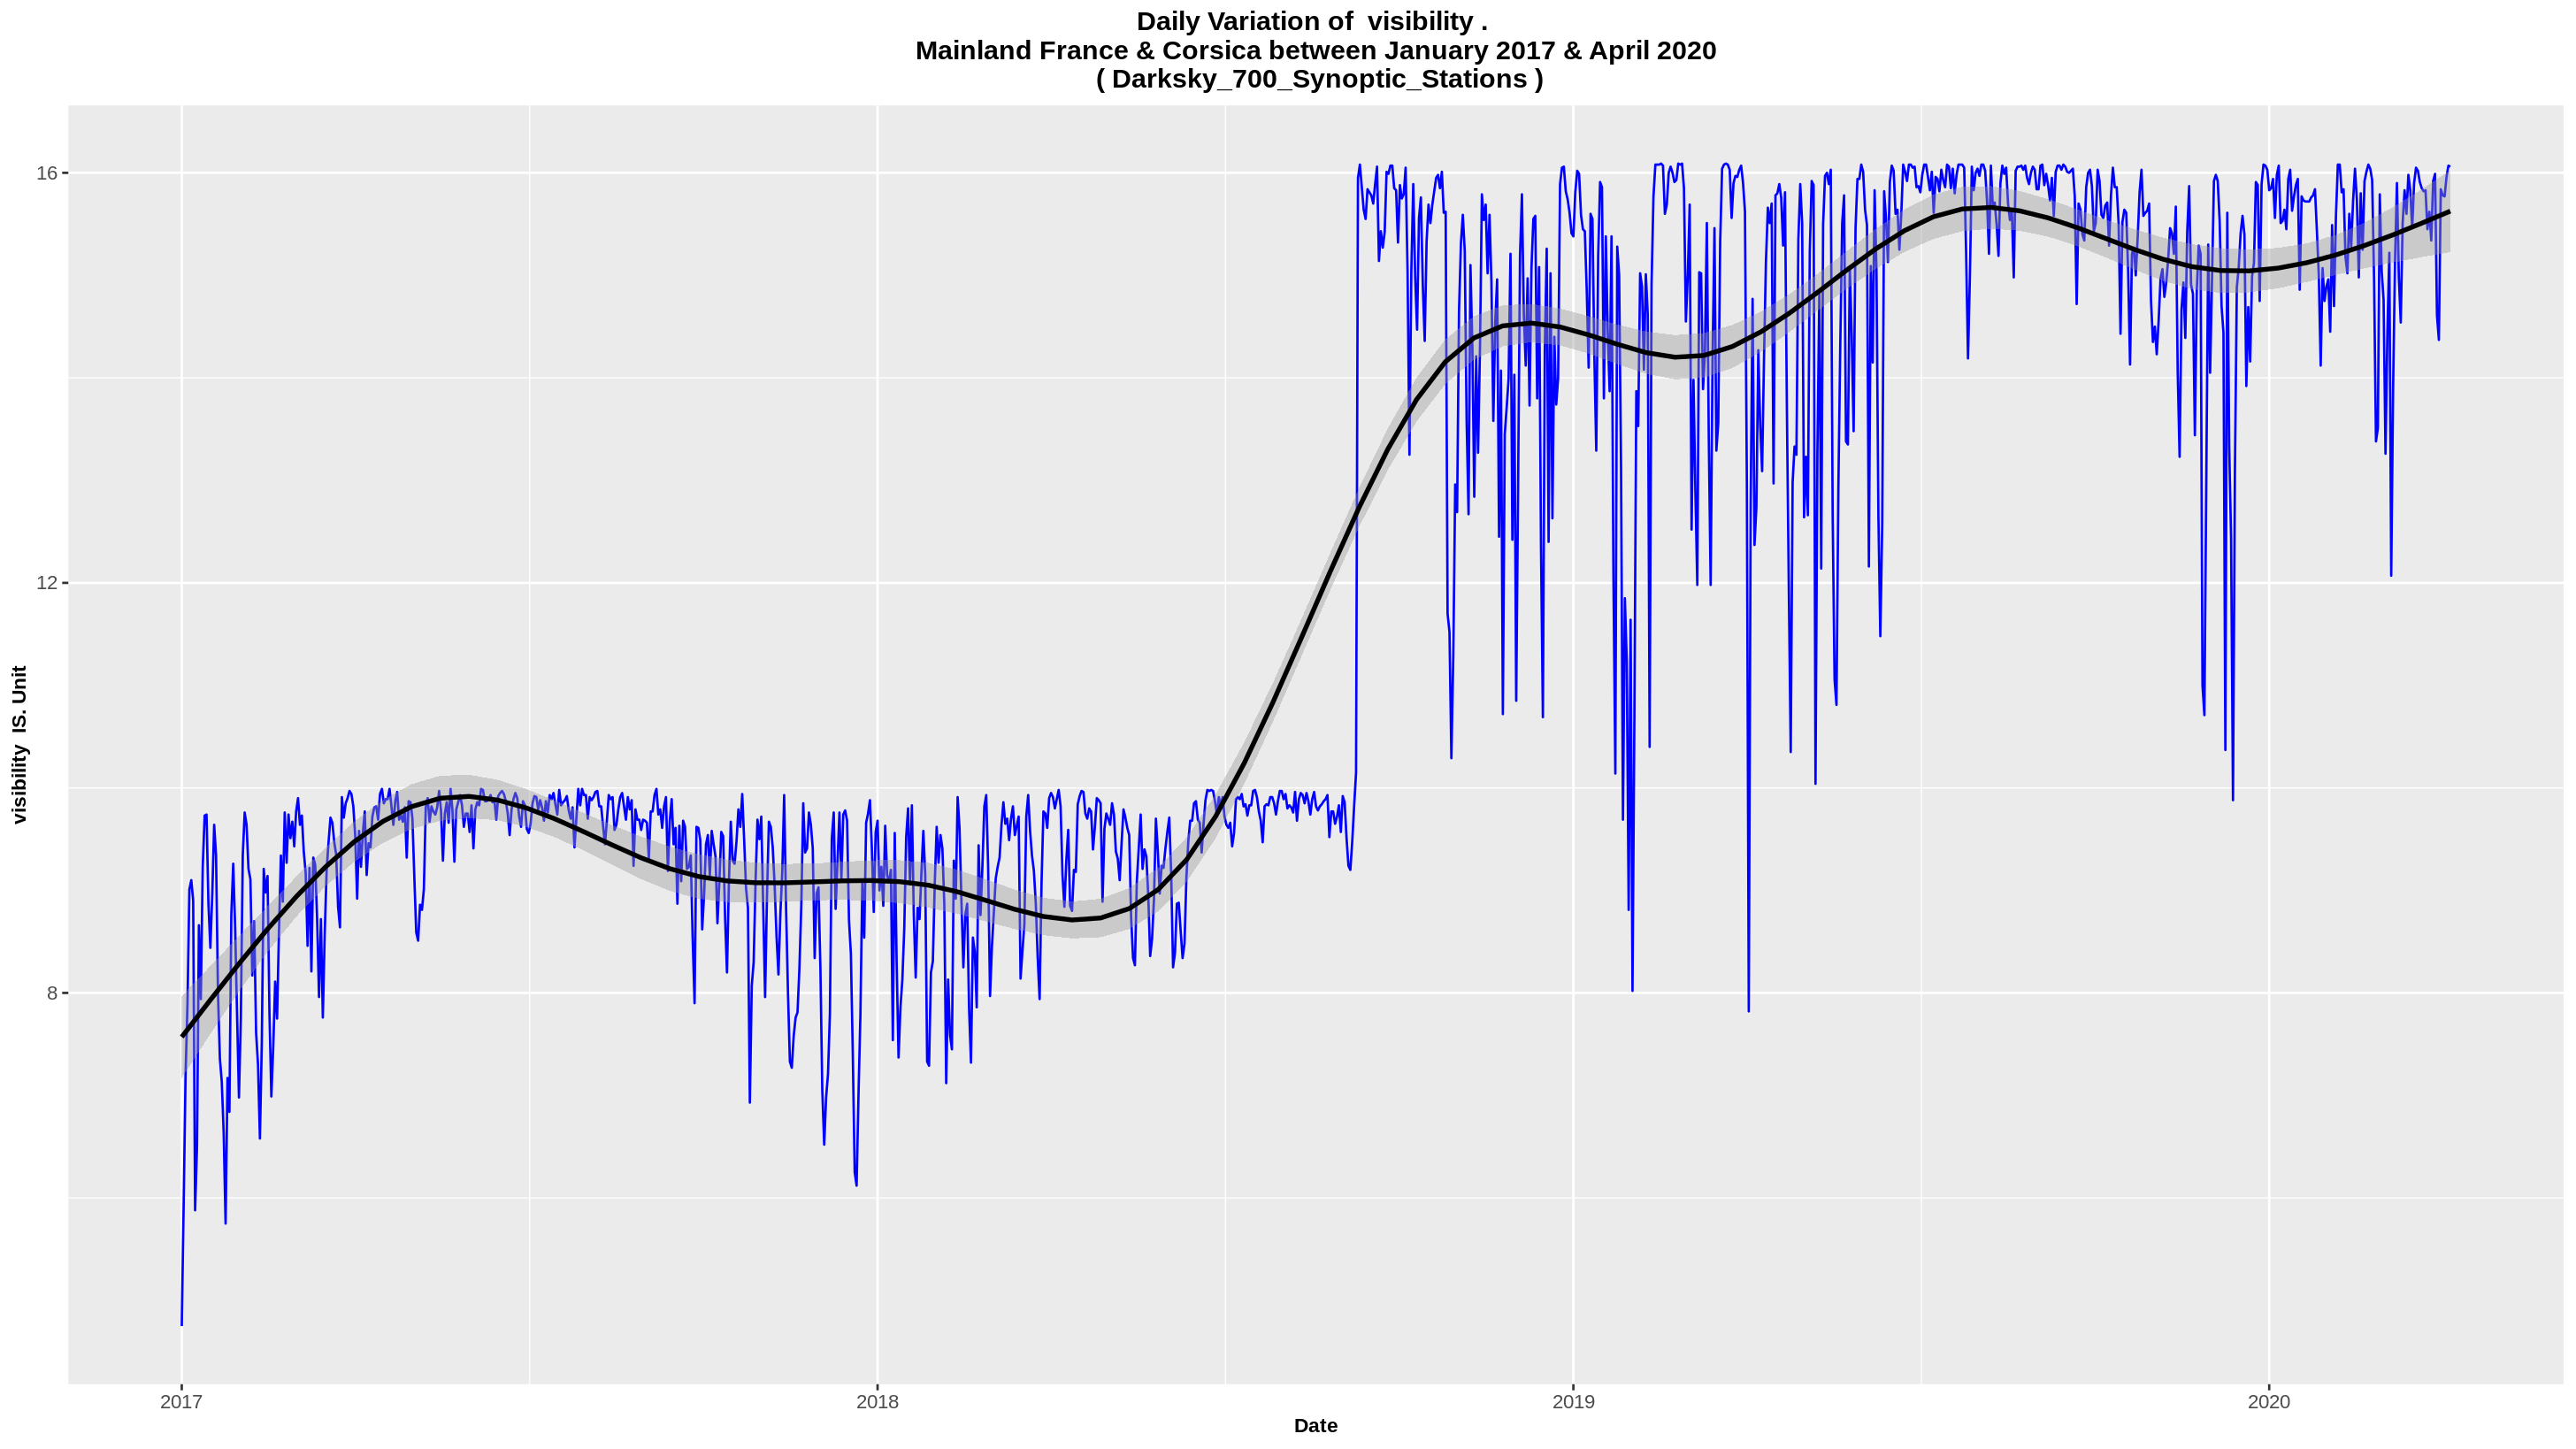 Daily Variation of  visibility .
Mainland France & Corsica between January 2017 & April 2020
( Darksky_700_Synoptic_Stations )
visibility  IS. Unit
16
12
8
2017
2018
2019
2020
Date